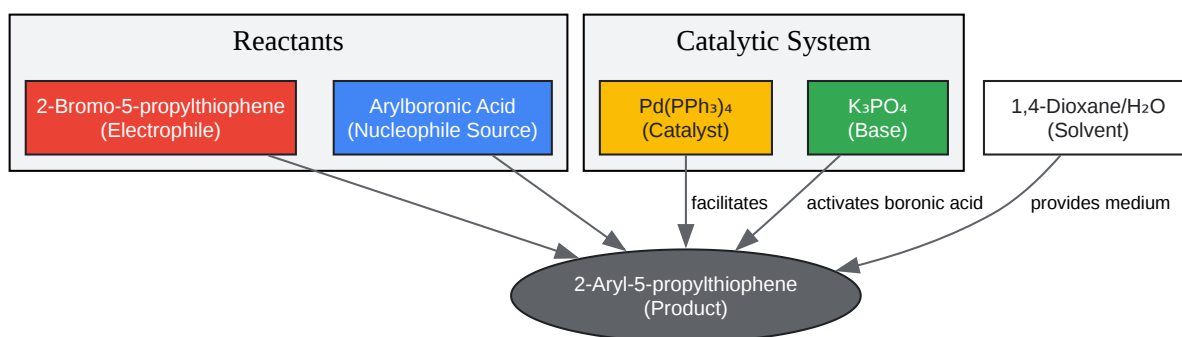 Reactants
Catalytic System
2-Bromo-5-propylthiophene
(Electrophile)
Arylboronic Acid
(Nucleophile Source)
Pd(PPh₃)₄
(Catalyst)
K₃PO₄
(Base)
1,4-Dioxane/H₂O
(Solvent)
facilitates
activates boronic acid
provides medium
2-Aryl-5-propylthiophene
(Product)